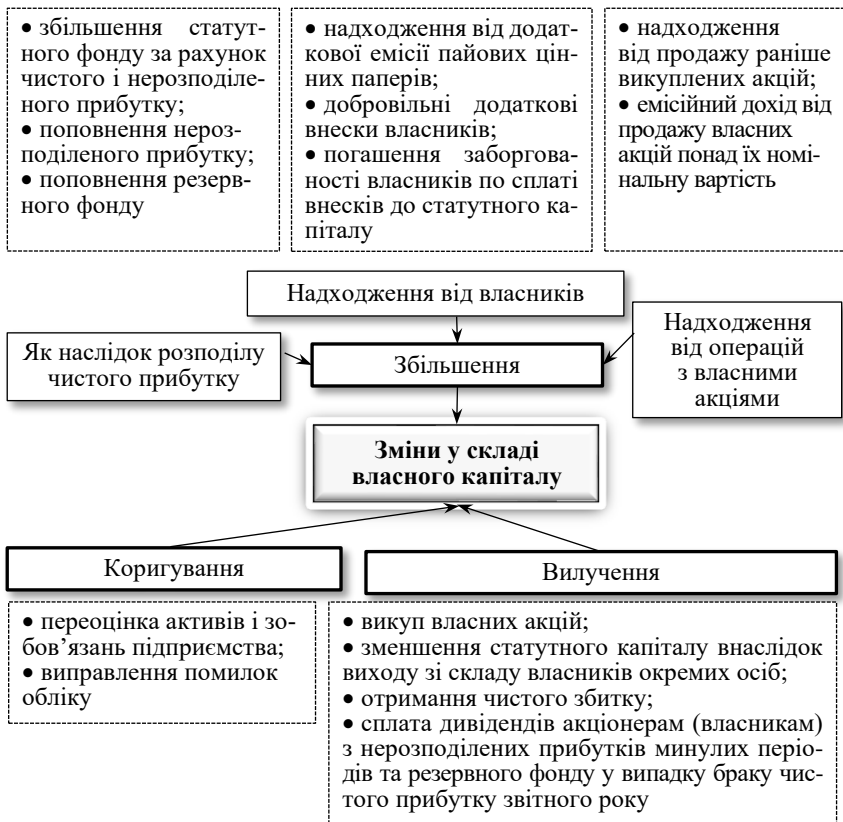 • збільшення статут-
ного фонду за рахунок
чистого і нерозподіле-
ного прибутку;
• поповнення нероз-
поділеного прибутку;
• поповнення резерв-
ного фонду
• надходження від додат-
кової емісії пайових цін-
них паперів;
• добровільні додаткові
внески власників;
• погашення заборгова-
ності власників по сплаті
внесків до статутного ка-
піталу
• надходження
від продажу раніше
викуплених акцій;
• емісійний дохід від
продажу власних
акцій понад їх номі-
нальну вартість
Надходження від власників
Як наслідок розподілу
чистого прибутку
Збільшення
Надходження
від операцій
з власними
акціями
Зміни у складі
власного капіталу
Коригування
Вилучення
• переоцінка активів і зо-
бов’язань підприємства;
• виправлення помилок
обліку
• викуп власних акцій;
• зменшення статутного капіталу внаслідок
виходу зі складу власників окремих осіб;
• отримання чистого збитку;
• сплата дивідендів акціонерам (власникам)
з нерозподілених прибутків минулих періо-
дів та резервного фонду у випадку браку чис-
того прибутку звітного року